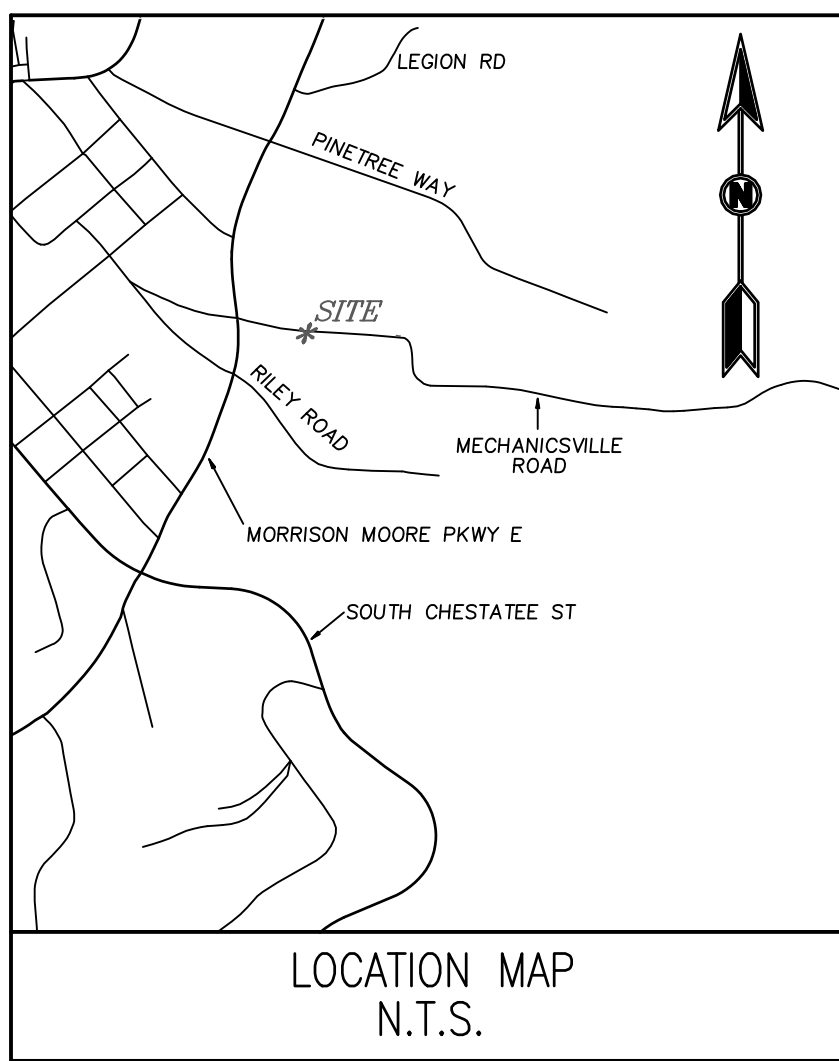 LEGION RD
PINETREE WAY
N
SITE
RILEY ROAD
MECHANICSVILLE
ROAD
MORRISON MOORE PKWY E
SOUTH CHESTATEE ST
LOCATION MAP
N.T.S.